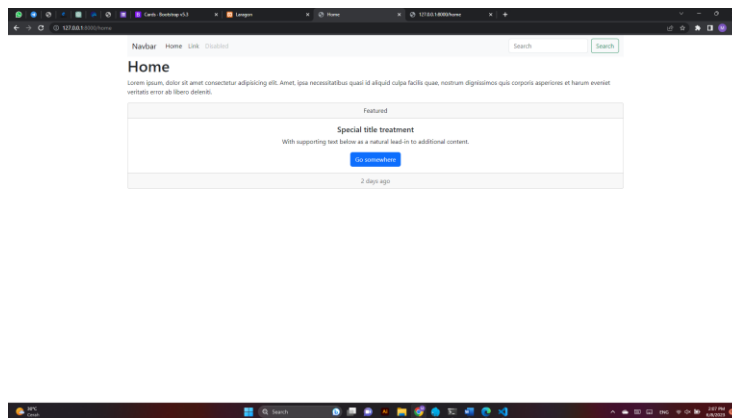 Cards · Bootstrap v5.3
Laragon
Home
127.0.0.1:8000/home
127.0.0.1:8000/home
Navbar Home Link Disabled
Search
Search
Home
Lorem ipsum, dolor sit amet consectetur adipisicing elit. Amet, ipsa necessitatibus quasi id aliquid culpa facilis quae, nostrum dignissimos quis corporis asperiores et harum eveniet
veritatis error ab libero deleniti.
Featured
Special title treatment
With supporting text below as a natural lead-in to additional content.
Go somewhere
2 days ago
Search
ENG
2:07 PM